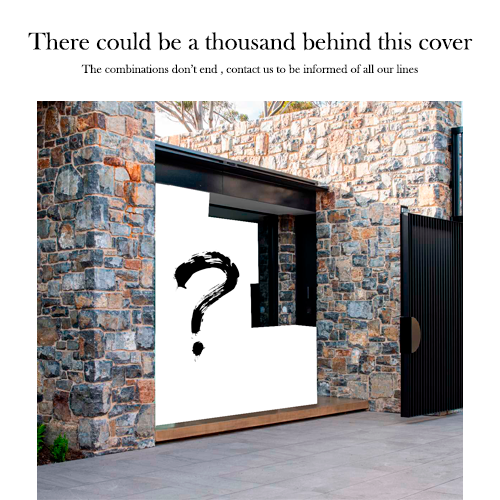 There could be a thousand behind this cover
The combinations don't end , contact us to be informed of all our lines
?